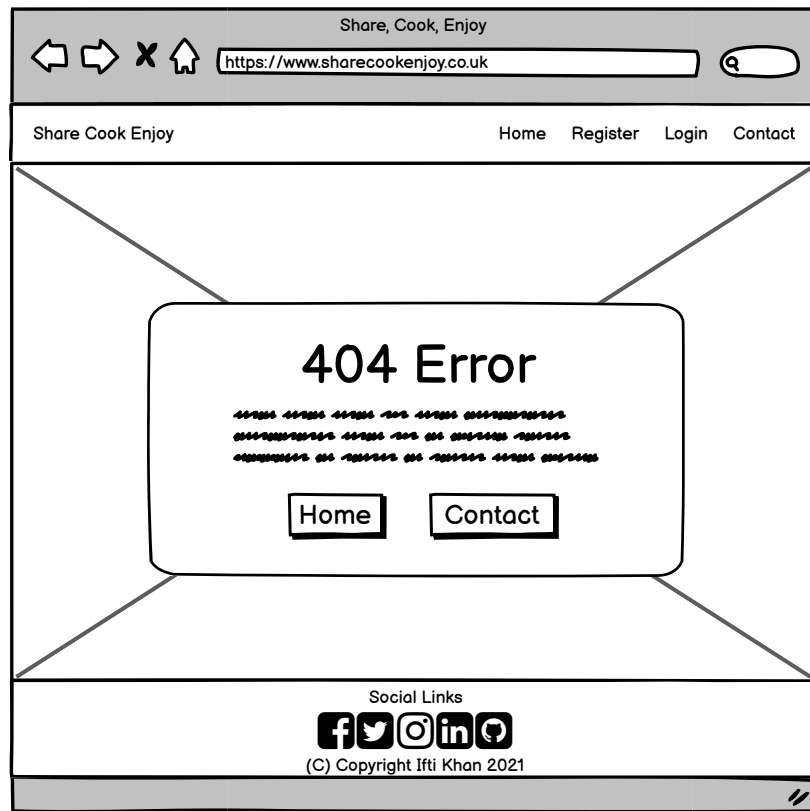 Share, Cook, Enjoy
https://www.sharecookenjoy.co.uk
Share Cook Enjoy Home Register Login Contact
404 Error
Home Contact
Social Links
(C) Copyright Ifti Khan 2021